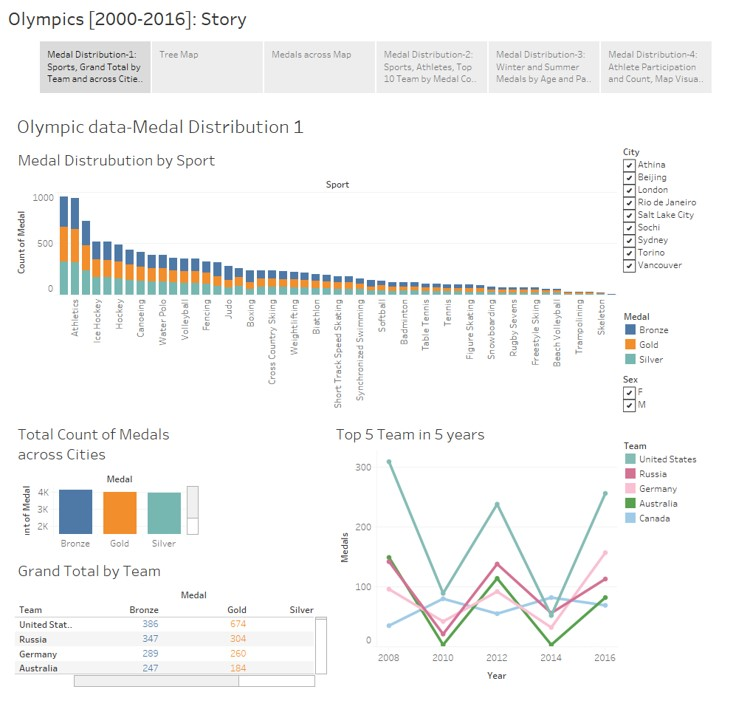 Olympics [2000-2016]: Story
Medal Distribution-1:
Sports, Grand Total by
Team and across Citie..
Tree Map
Medals across Map
Medal Distribution-2:
Sports, Athletes, Top
10 Team by Medal Co..
Medal Distribution-3:
Winter and Summer
Medals by Age and Pa..
Medal Distribution-4:
Athlete Participation
and Count, Map Visua..
Olympic data-Medal Distribution 1
Medal Distrubution by Sport
Sport
Count of Medal
1000
500
0
Athletics
Ice Hockey
Hockey
Canoeing
Water Polo
Volleyball
Fencing
Judo
Boxing
Cross Country Skiing
Weightlifting
Biathlon
Short Track Speed Skating
Synchronized Swimming
Softball
Badminton
Table Tennis
Tennis
Figure Skating
Snowboarding
Rugby Sevens
Freestyle Skiing
Beach Volleyball
Trampolining
Skeleton
City
Athina
Beijing
London
Rio de Janeiro
Salt Lake City
Sochi
Sydney
Torino
Vancouver
Medal
Bronze
Gold
Silver
Sex
F
M
Total Count of Medals
across Cities
Medal
nt of Medal
4K
3K
2K
Bronze
Gold
Silver
Grand Total by Team
Medal
Team Bronze Gold Silver
United Stat.. 386 674
Russia 347 304
Germany 289 260
Australia 247 184
Top 5 Team in 5 years
Medals
300
200
100
0
2008
2010
2012
2014
2016
Year
Team
United States
Russia
Germany
Australia
Canada